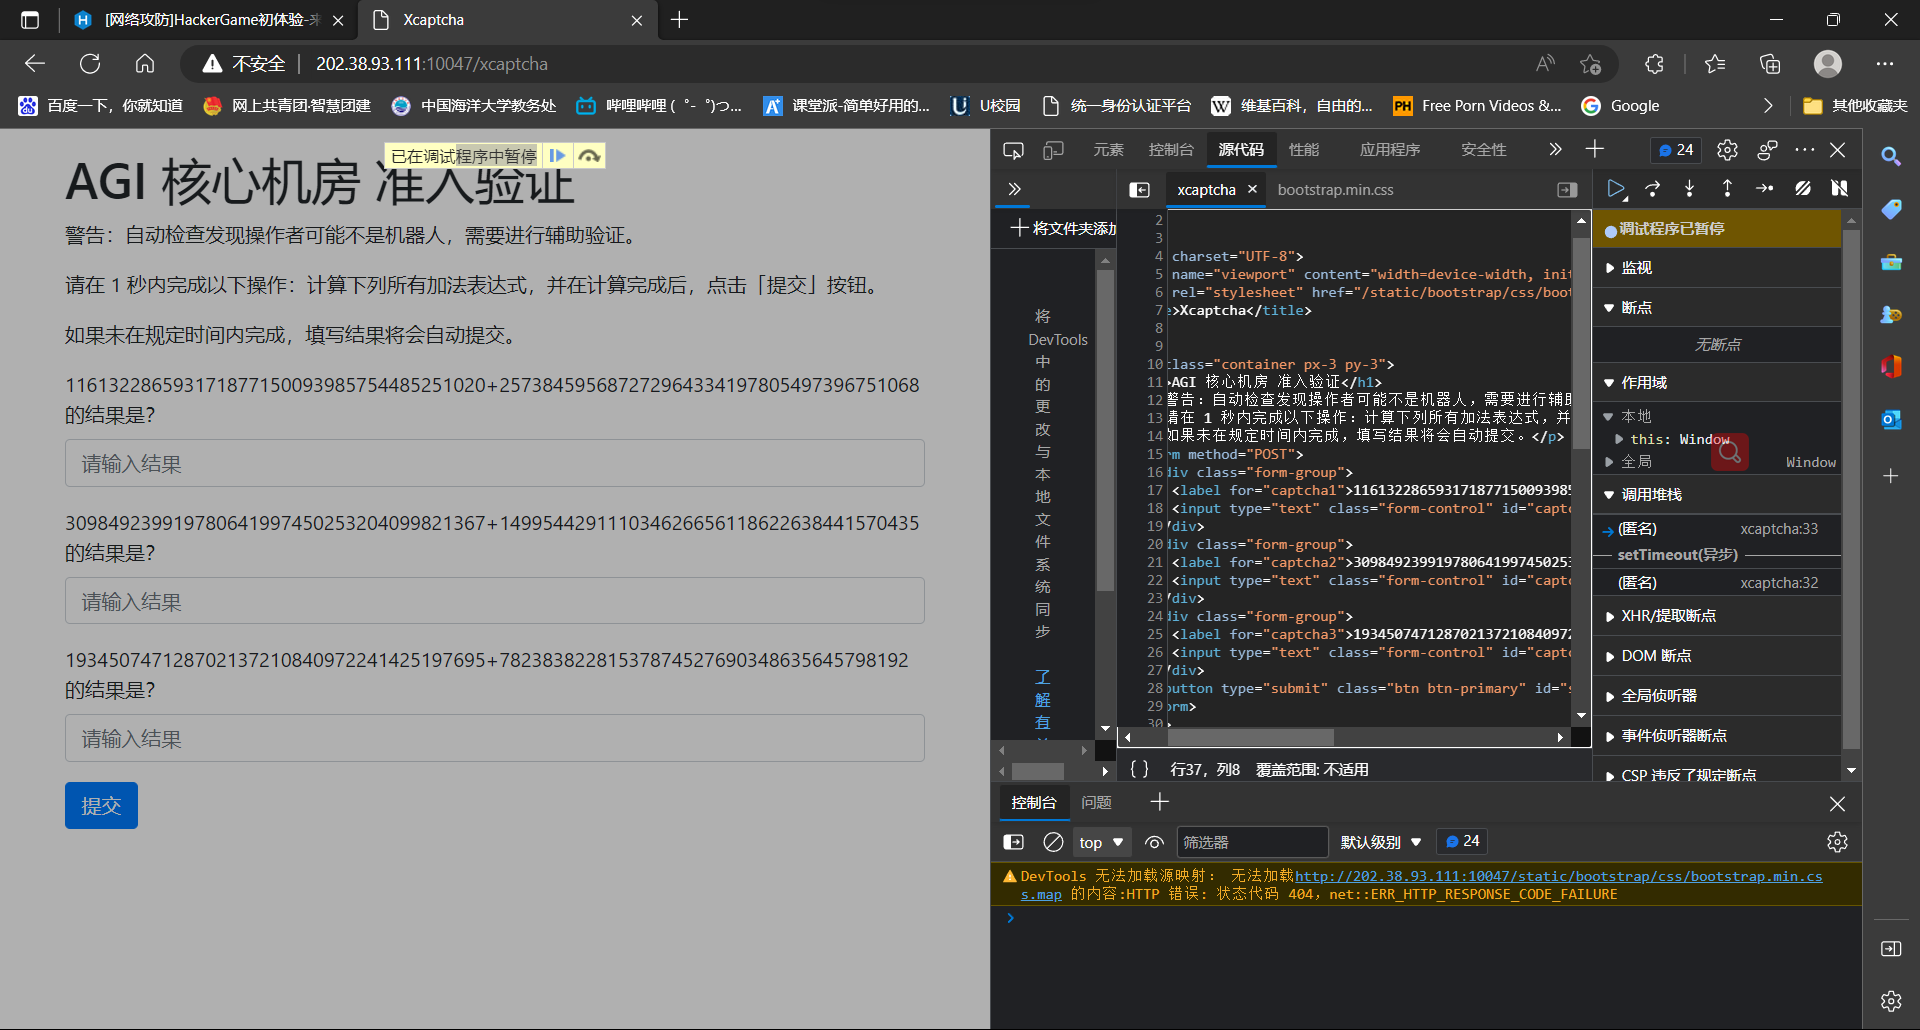 [网络攻防]HackerGame初体验-来
Xcaptcha
不安全
202.38.93.111:10047/xcaptcha
百度一下，你就知道
网上共青团·智慧团建
中国海洋大学教务处
哔哩哔哩 ( ゜- ゜)つ...
课堂派-简单好用的...
U校园
统一身份认证平台
维基百科，自由的...
Free Porn Videos &...
Google
其他收藏夹
已在调试程序中暂停
AGI 核心机房 准入验证
警告：自动检查发现操作者可能不是机器人，需要进行辅助验证。
请在 1 秒内完成以下操作：计算下列所有加法表达式，并在计算完成后，点击「提交」按钮。
如果未在规定时间内完成，填写结果将会自动提交。
116132286593171877150093985754485251020+257384595687272964334197805497396751068
的结果是?
请输入结果
309849239919780641997450253204099821367+149954429111034626656118622638441570435
的结果是?
请输入结果
193450747128702137210840972241425197695+78238382281537874527690348635645798192
的结果是?
请输入结果
提交
元素
控制台
源代码
性能
应用程序
安全性
24
xcaptcha
bootstrap.min.css
将文件夹添加
将
DevTools
中
的
更
改
与
本
地
文
件
系
统
同
步
了
解
有
2
3
4 charset="UTF-8">
5 name="viewport" content="width=device-width, init
6 rel="stylesheet" href="/static/bootstrap/css/boot
7 >Xcaptcha</title>
8
9
10 class="container px-3 py-3">
11 >AGI 核心机房 准入验证</h1>
12 警告：自动检查发现操作者可能不是机器人，需要进行辅助
13 请在 1 秒内完成以下操作：计算下列所有加法表达式，并
14 如果未在规定时间内完成，填写结果将会自动提交。</p>
15 m method="POST">
16 div class="form-group">
17 <label for="captcha1">11613228659317187715009398
18 <input type="text" class="form-control" id="captc
19 /div>
20 div class="form-group">
21 <label for="captcha2">309849239919780641997450253
22 <input type="text" class="form-control" id="captc
23 /div>
24 div class="form-group">
25 <label for="captcha3">193450747128702137210840972
26 <input type="text" class="form-control" id="captc
27 /div>
28 utton type="submit" class="btn btn-primary" id="s
29 orm>
30
{ } 行37，列8 覆盖范围: 不适用
调试程序已暂停
监视
断点
无断点
作用域
本地
this: Window
全局 Window
调用堆栈
(匿名) xcaptcha:33
setTimeout(异步)
(匿名) xcaptcha:32
XHR/提取断点
DOM 断点
全局侦听器
事件侦听器断点
CSP 违反了规定断点
控制台
问题
top
筛选器
默认级别
24
DevTools 无法加载源映射： 无法加载http://202.38.93.111:10047/static/bootstrap/css/bootstrap.min.cs
s.map 的内容:HTTP 错误: 状态代码 404, net::ERR_HTTP_RESPONSE_CODE_FAILURE